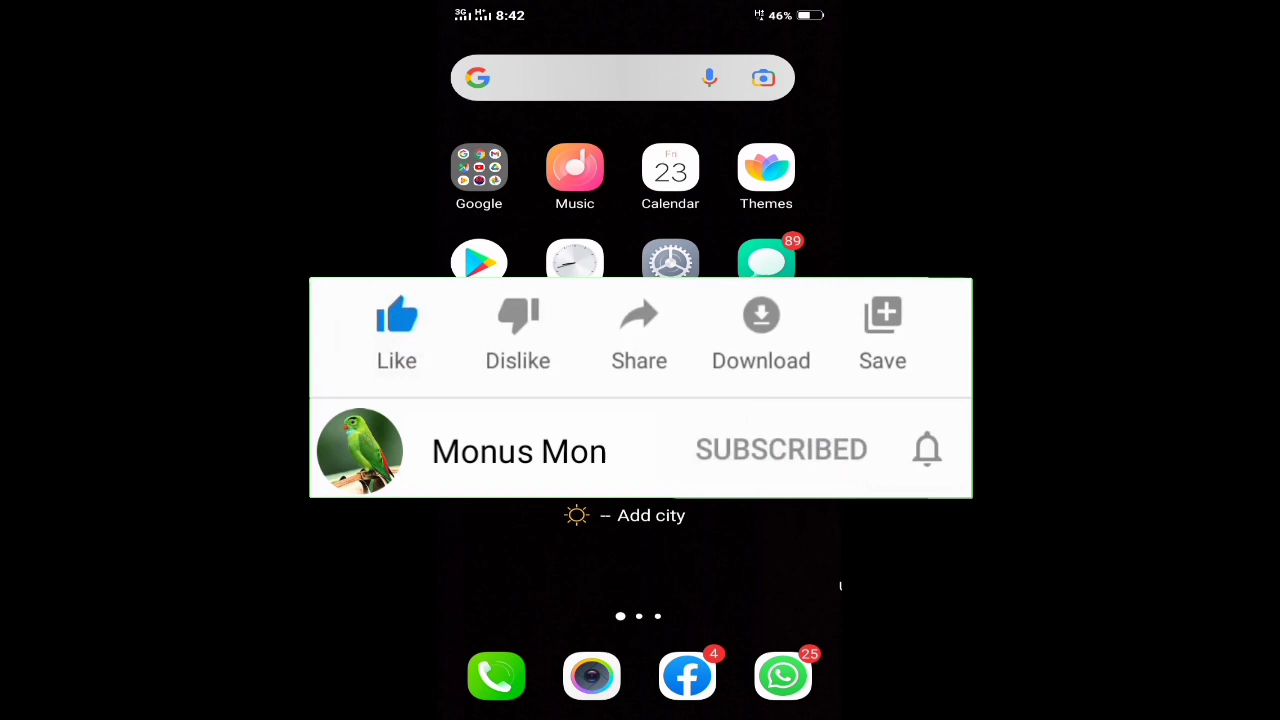 3G H+ 8:42 H+ 46%
Google Music Calendar Themes
Fri
23
89
Like Dislike Share Download Save
Monus Mon SUBSCRIBED
-- Add city
4 25